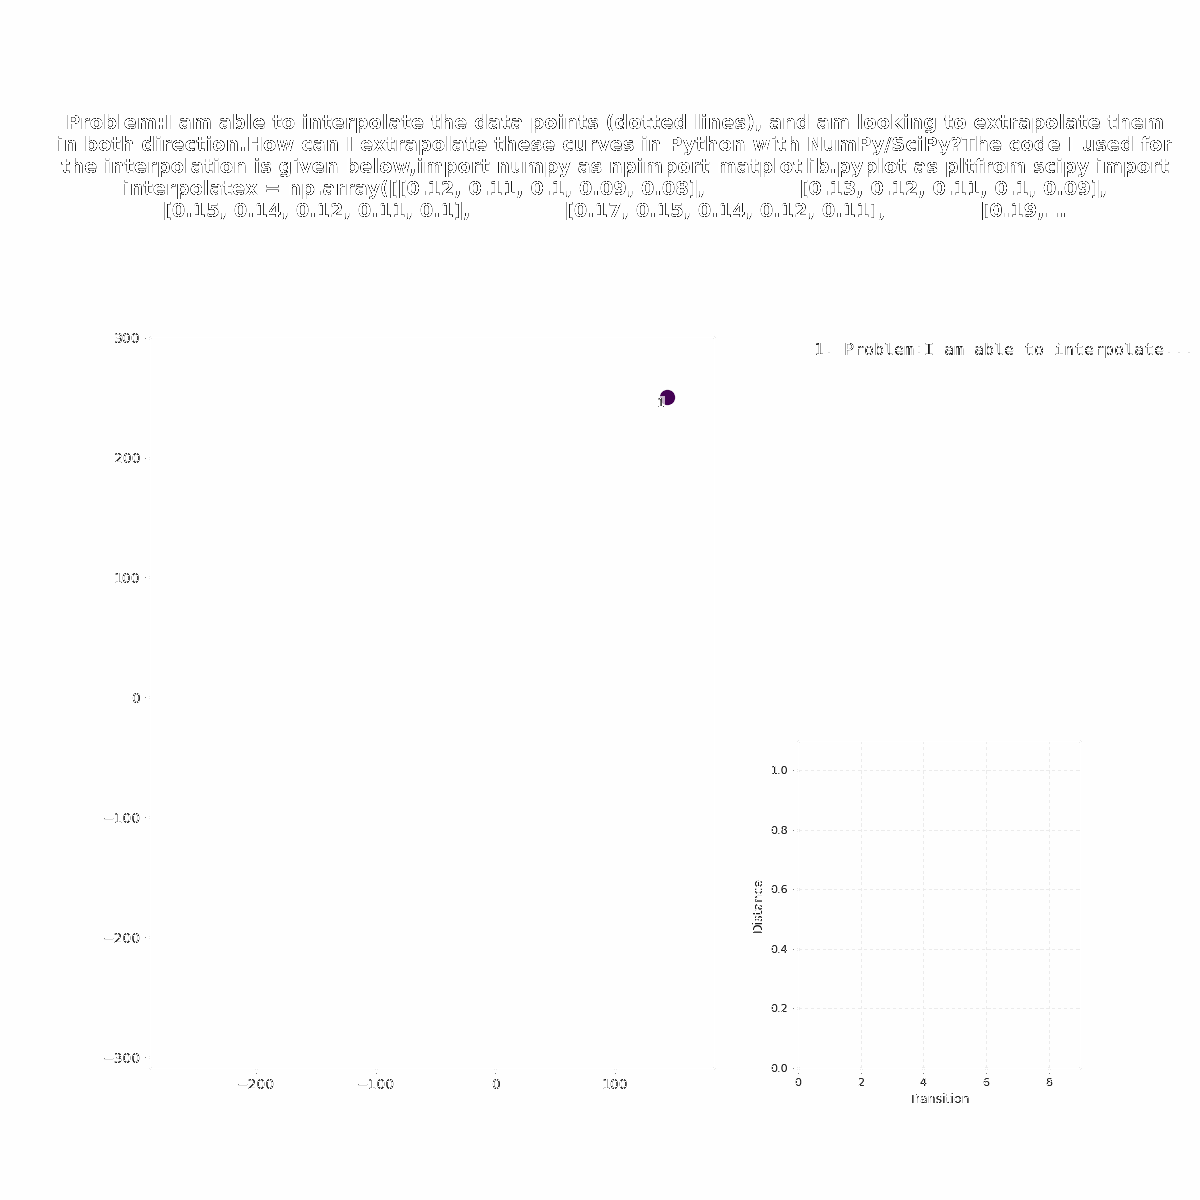 Problem:I am able to interpolate the data points (dotted lines), and am looking to extrapolate them
in both direction.How can I extrapolate these curves in Python with NumPy/SciPy?The code I used for
the interpolation is given below,import numpy as npimport matplotlib.pyplot as pltfrom scipy import
interpolatex = np.array([[0.12, 0.11, 0.1, 0.09, 0.08], [0.13, 0.12, 0.11, 0.1, 0.09],
[0.15, 0.14, 0.12, 0.11, 0.1], [0.17, 0.15, 0.14, 0.12, 0.11], [0.19,...
300
1. Problem:I am able to interpolate...
1
200
100
0
−100
−200
−300
−200 −100 0 100
1.0
0.8
0.6
0.4
0.2
0.0
Distance
0 2 4 6 8
Transition